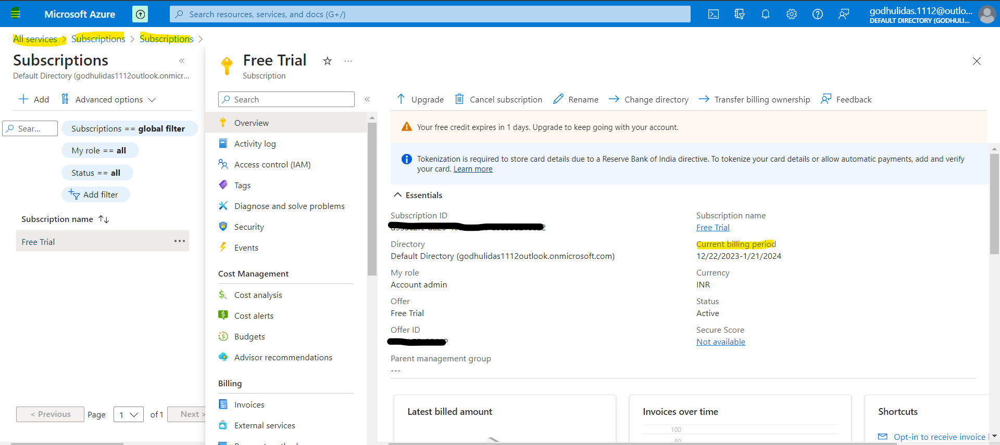 Microsoft Azure
Search resources, services, and docs (G+/)
godhulidas.1112@outlo...
DEFAULT DIRECTORY (GODHULI...
All services > Subscriptions > Subscriptions >
Subscriptions
Default Directory (godhulidas1112outlook.onmicr...
Add
Advanced options
Sear...
Subscriptions == global filter
My role == all
Status == all
Add filter
Subscription name
Free Trial
< Previous
Page
1
of 1
Next >
Free Trial
Subscription
Search
Overview
Activity log
Access control (IAM)
Tags
Diagnose and solve problems
Security
Events
Cost Management
Cost analysis
Cost alerts
Budgets
Advisor recommendations
Billing
Invoices
External services
Upgrade
Cancel subscription
Rename
Change directory
Transfer billing ownership
Feedback
Your free credit expires in 1 days. Upgrade to keep going with your account.
Tokenization is required to store card details due to a Reserve Bank of India directive. To tokenize your card details or allow automatic payments, add and verify
your card. Learn more
Essentials
Subscription ID
Directory
Default Directory (godhulidas1112outlook.onmicrosoft.com)
My role
Account admin
Offer
Free Trial
Offer ID
Parent management group
---
Subscription name
Free Trial
Current billing period
12/22/2023-1/21/2024
Currency
INR
Status
Active
Secure Score
Not available
Latest billed amount
Invoices over time
100
80
Shortcuts
Opt-in to receive invoice